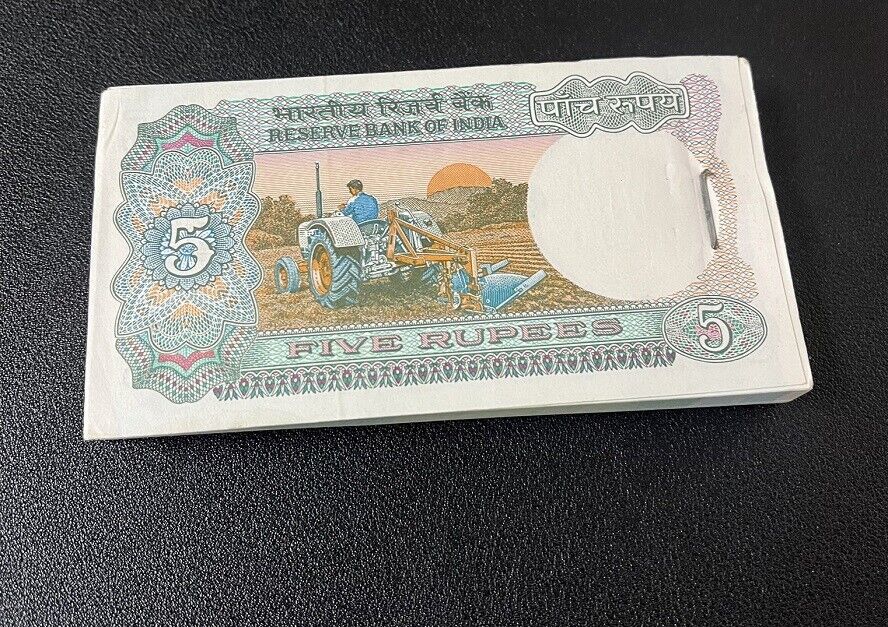 भारतीय रिज़र्व बैंक
RESERVE BANK OF INDIA
पांच रुपये
5
FIVE RUPEES
5